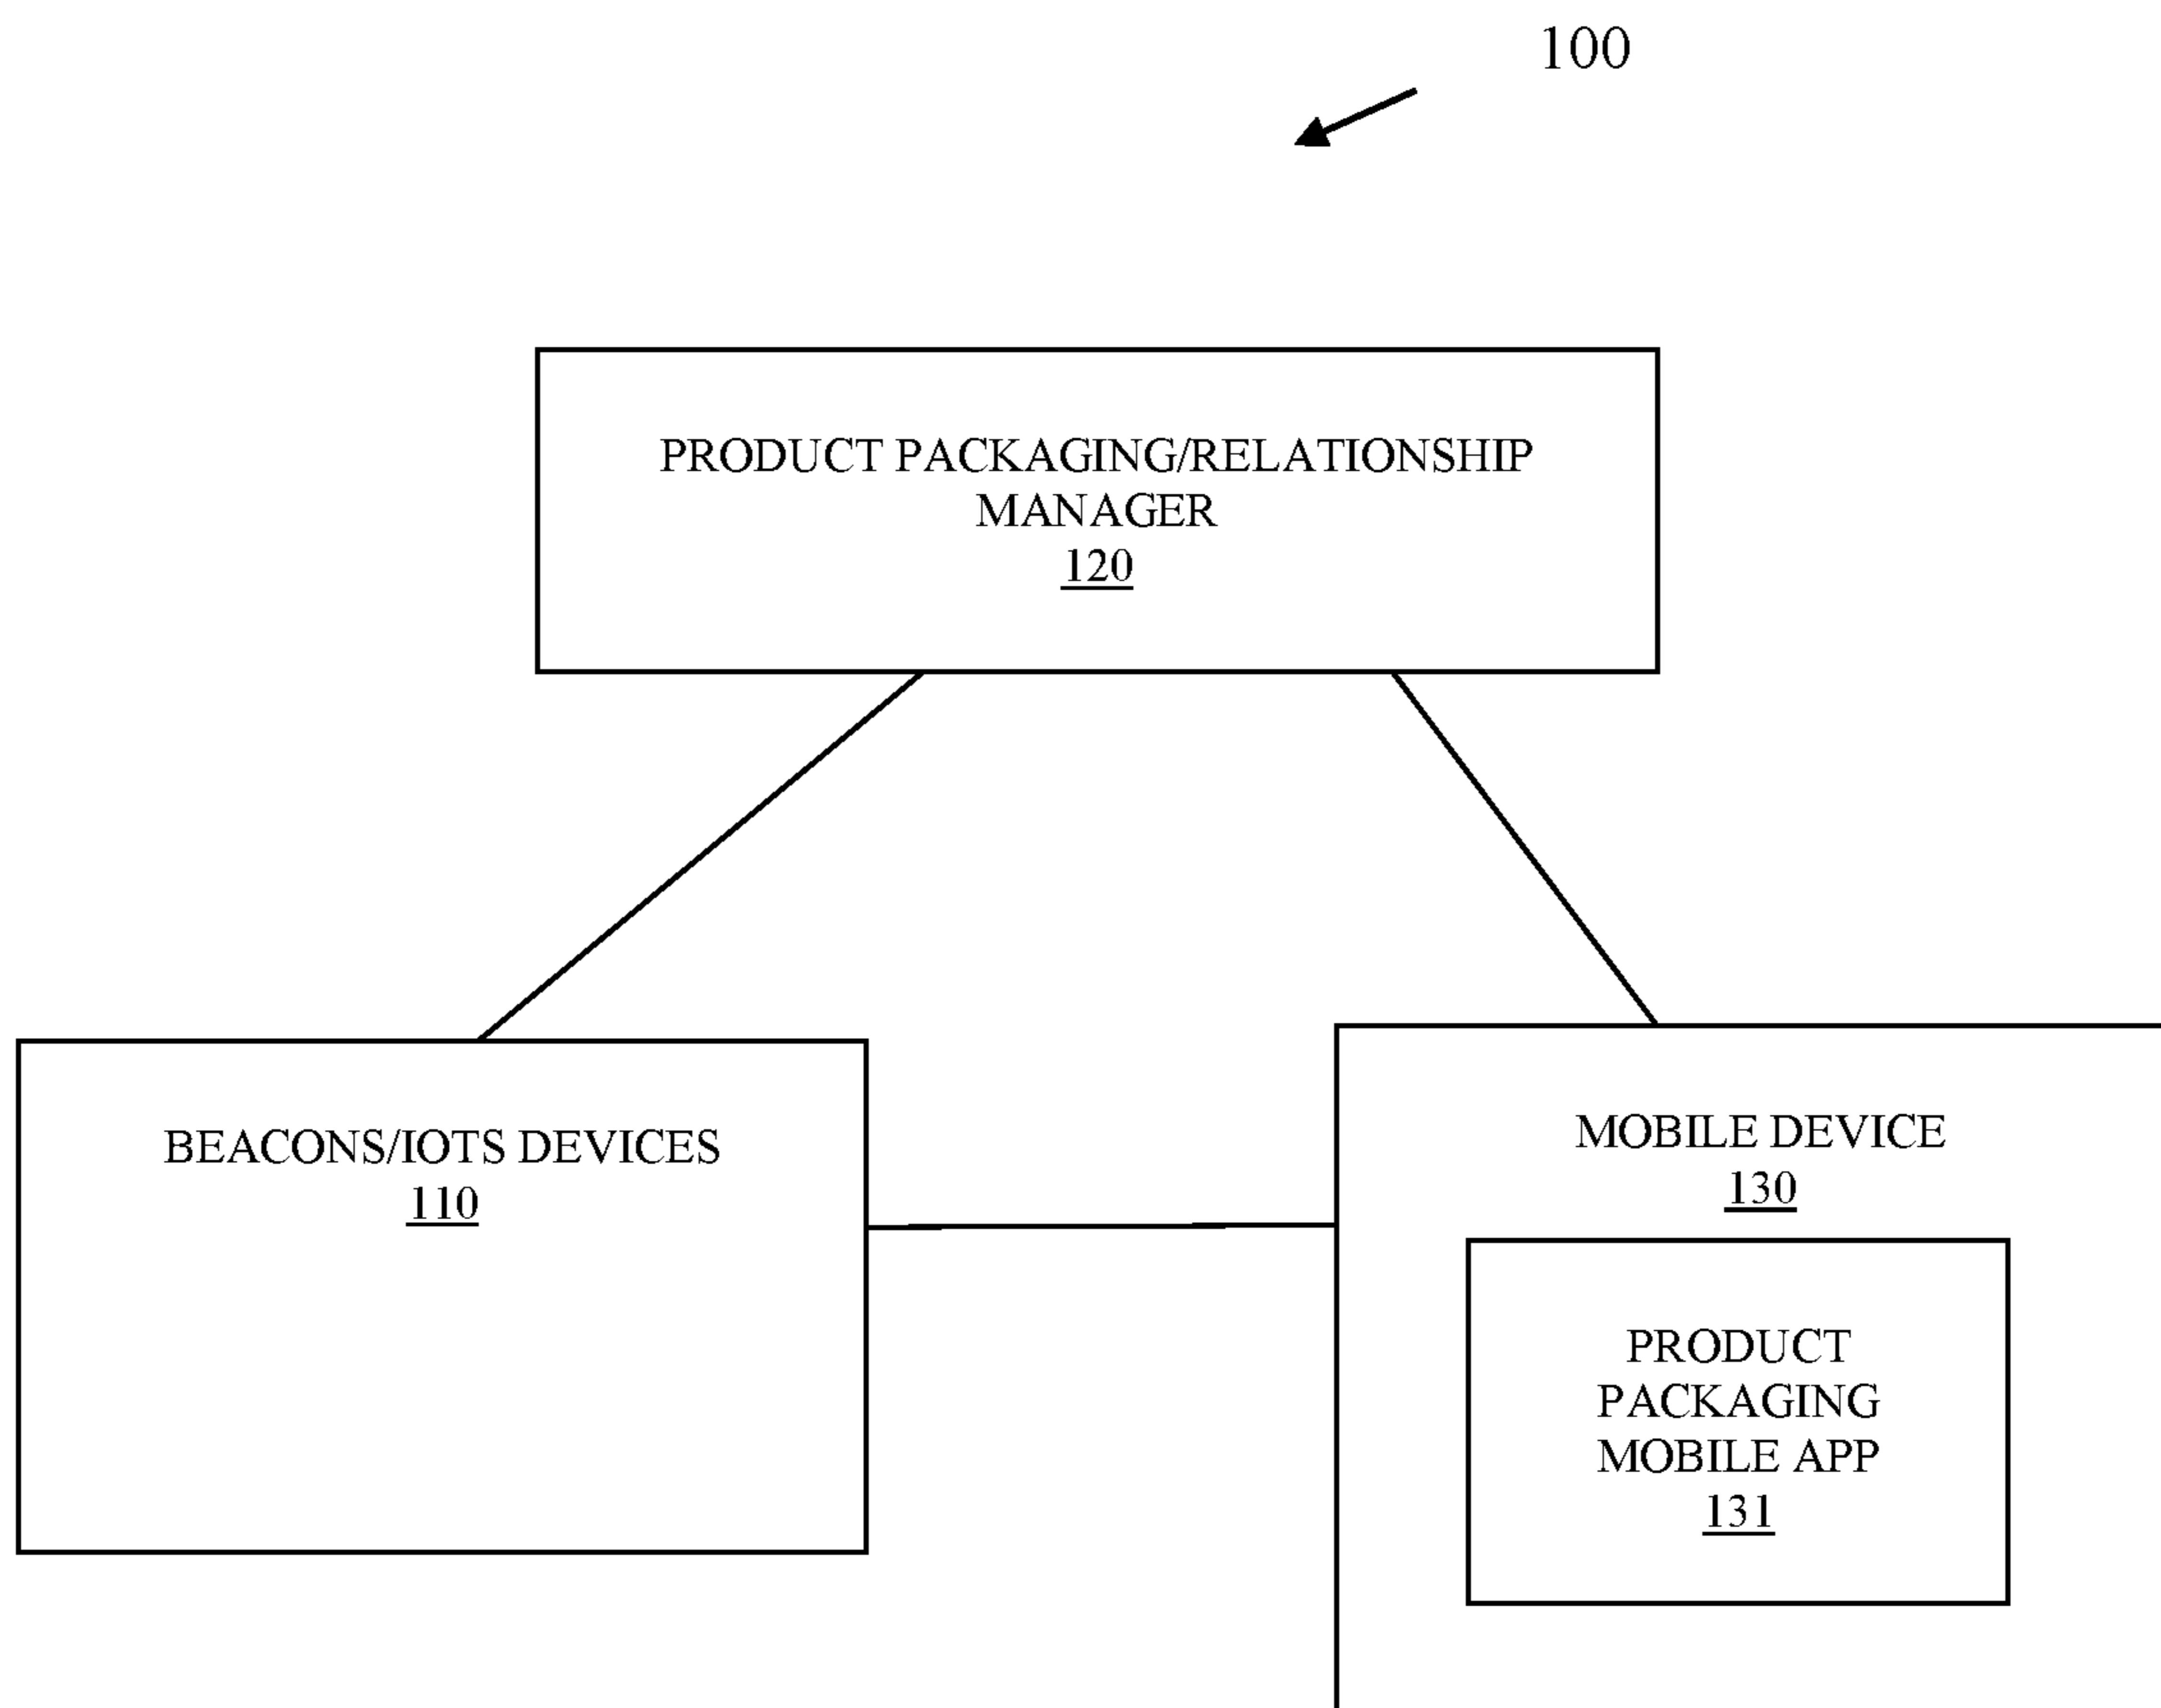 100
PRODUCT PACKAGING/RELATIONSHIP
MANAGER
120
BEACONS/IOTS DEVICES
110
MOBILE DEVICE
130
PRODUCT
PACKAGING
MOBILE APP
131